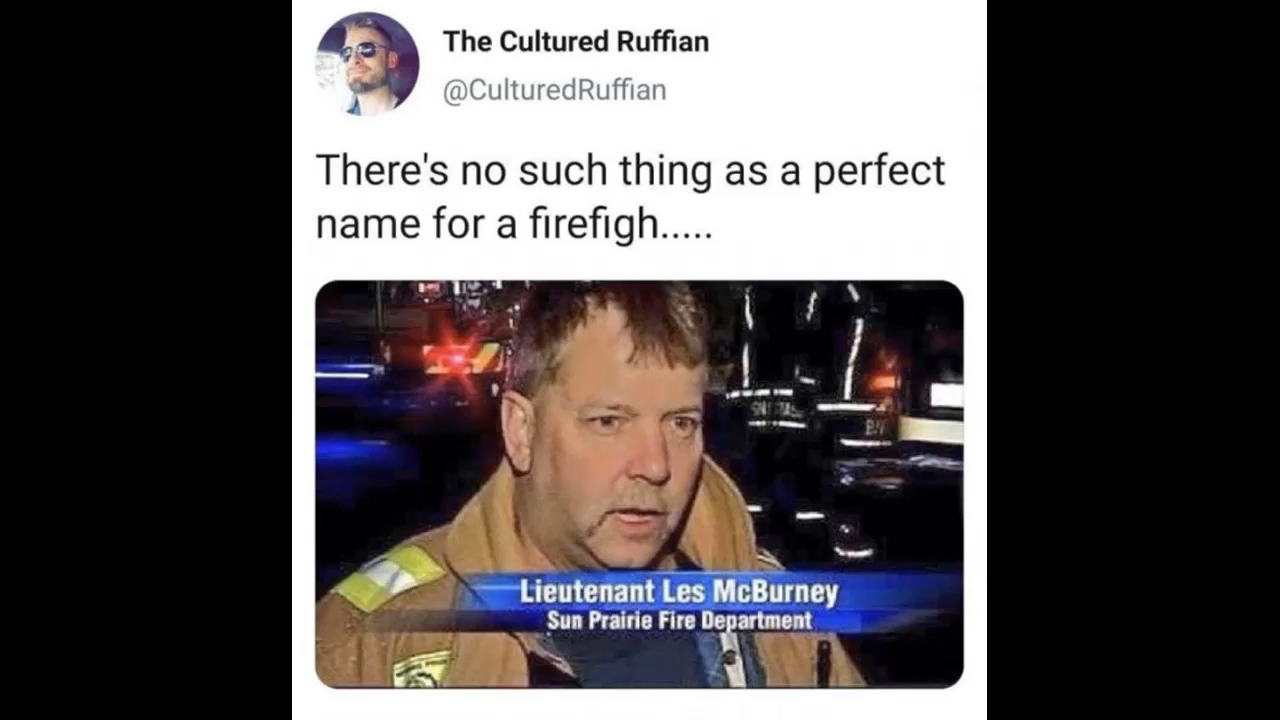 The Cultured Ruffian
@CulturedRuffian
There's no such thing as a perfect
name for a firefigh.....
Lieutenant Les McBurney
Sun Prairie Fire Department